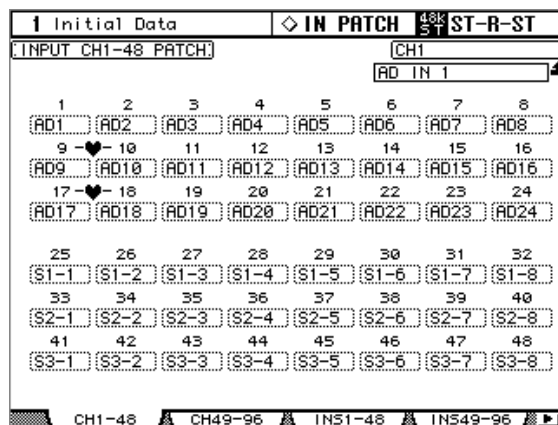 1 Initial Data ◇ IN PATCH 48K ST ST-R-ST
INPUT CH1-48 PATCH CH1
AD IN 1
1 2 3 4 5 6 7 8
AD1 AD2 AD3 AD4 AD5 AD6 AD7 AD8
9 -♥- 10 11 12 13 14 15 16
AD9 AD10 AD11 AD12 AD13 AD14 AD15 AD16
17 -♥- 18 19 20 21 22 23 24
AD17 AD18 AD19 AD20 AD21 AD22 AD23 AD24
25 26 27 28 29 30 31 32
S1-1 S1-2 S1-3 S1-4 S1-5 S1-6 S1-7 S1-8
33 34 35 36 37 38 39 40
S2-1 S2-2 S2-3 S2-4 S2-5 S2-6 S2-7 S2-8
41 42 43 44 45 46 47 48
S3-1 S3-2 S3-3 S3-4 S3-5 S3-6 S3-7 S3-8
CH1-48 CH49-96 INS1-48 INS49-96